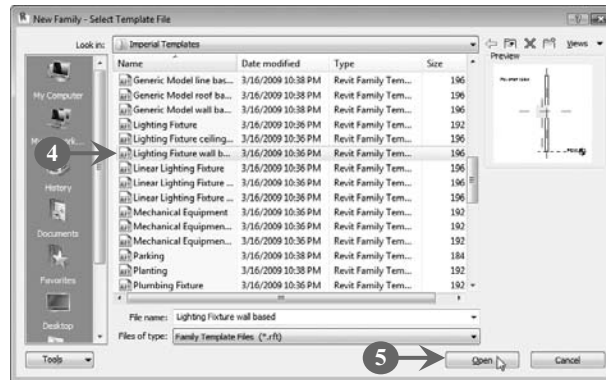 New Family - Select Template File
Look in: Imperial Templates Views
Name Date modified Type Size Preview
Generic Model line bas... 3/16/2009 10:38 PM Revit Family Tem... 196
Generic Model roof ba... 3/16/2009 10:38 PM Revit Family Tem... 196
Generic Model wall ba... 3/16/2009 10:38 PM Revit Family Tem... 196
Lighting Fixture 3/16/2009 10:36 PM Revit Family Tem... 192
Lighting Fixture ceiling... 3/16/2009 10:36 PM Revit Family Tem... 196
4 Lighting Fixture wall b... 3/16/2009 10:36 PM Revit Family Tem... 196
Linear Lighting Fixture 3/16/2009 10:36 PM Revit Family Tem... 196
Linear Lighting Fixture ... 3/16/2009 10:36 PM Revit Family Tem... 196
Linear Lighting Fixture ... 3/16/2009 10:36 PM Revit Family Tem... 196
Mechanical Equipment 3/16/2009 10:36 PM Revit Family Tem... 192
Mechanical Equipmen... 3/16/2009 10:36 PM Revit Family Tem... 192
Mechanical Equipmen... 3/16/2009 10:36 PM Revit Family Tem... 192
Parking 3/16/2009 10:36 PM Revit Family Tem... 184
Planting 3/16/2009 10:36 PM Revit Family Tem... 192
Plumbing Fixture 3/16/2009 10:36 PM Revit Family Tem... 192
My Computer
History
Documents
Favorites
Desktop
File name: Lighting Fixture wall based
Files of type: Family Template Files (*.rft)
Tools 5 Open Cancel